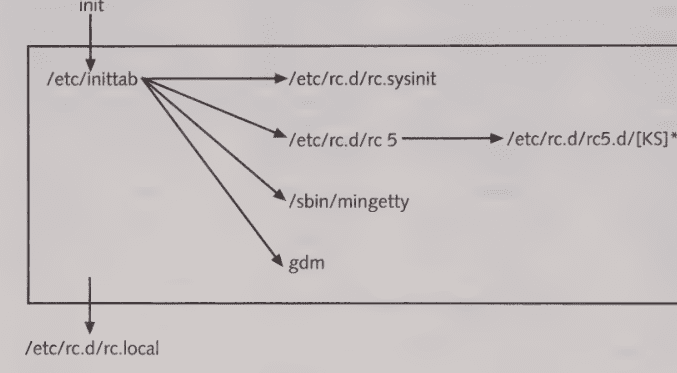 init
/etc/inittab
/etc/rc.d/rc.sysinit
/etc/rc.d/rc 5
/etc/rc.d/rc5.d/[KS]*
/sbin/mingetty
gdm
/etc/rc.d/rc.local